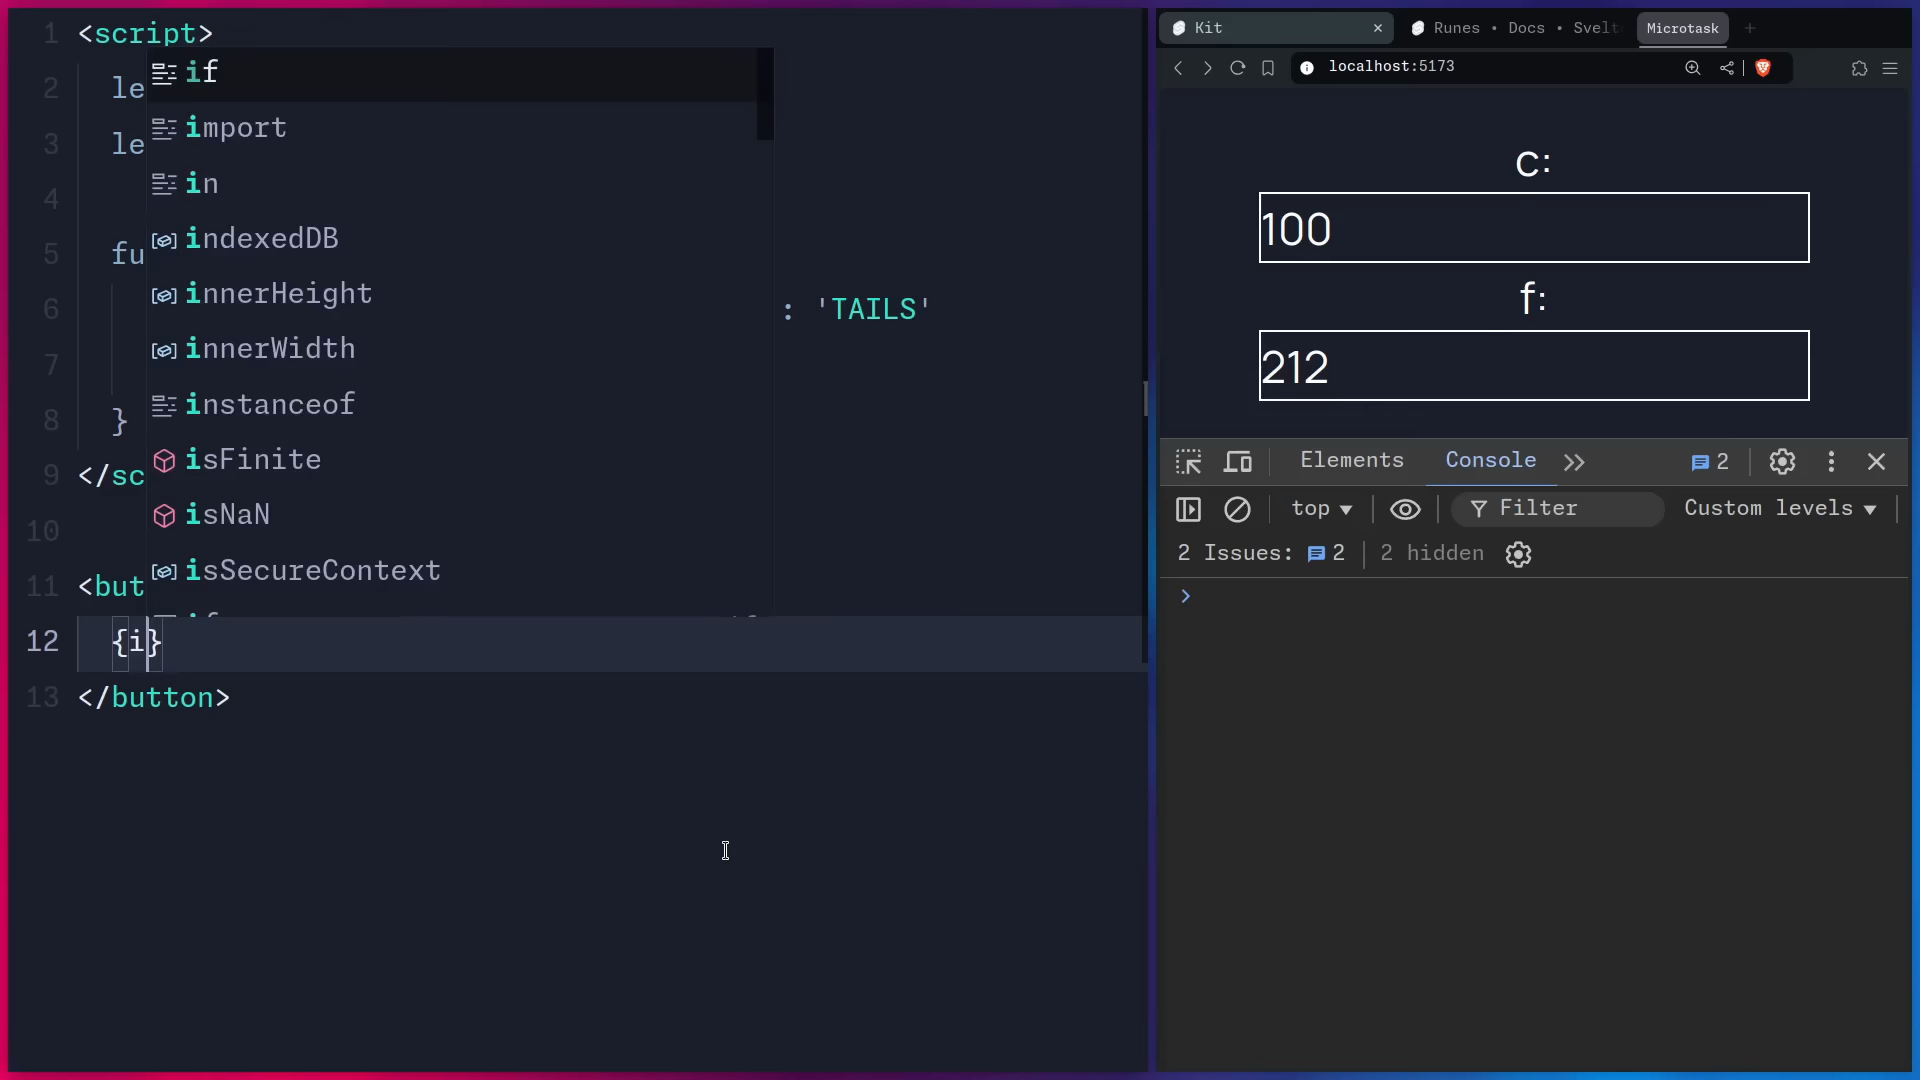 1 <script>
2 le
3 le
4
5 fu
6 : 'TAILS'
7
8 }
9 </sc
10
11 <but
12 {i}
13 </button>
if
import
in
indexedDB
innerHeight
innerWidth
instanceof
isFinite
isNaN
isSecureContext
Kit
Runes • Docs • Svelt
Microtask
localhost:5173
c:
100
f:
212
Elements Console 2
top Filter Custom levels
2 Issues: 2 2 hidden